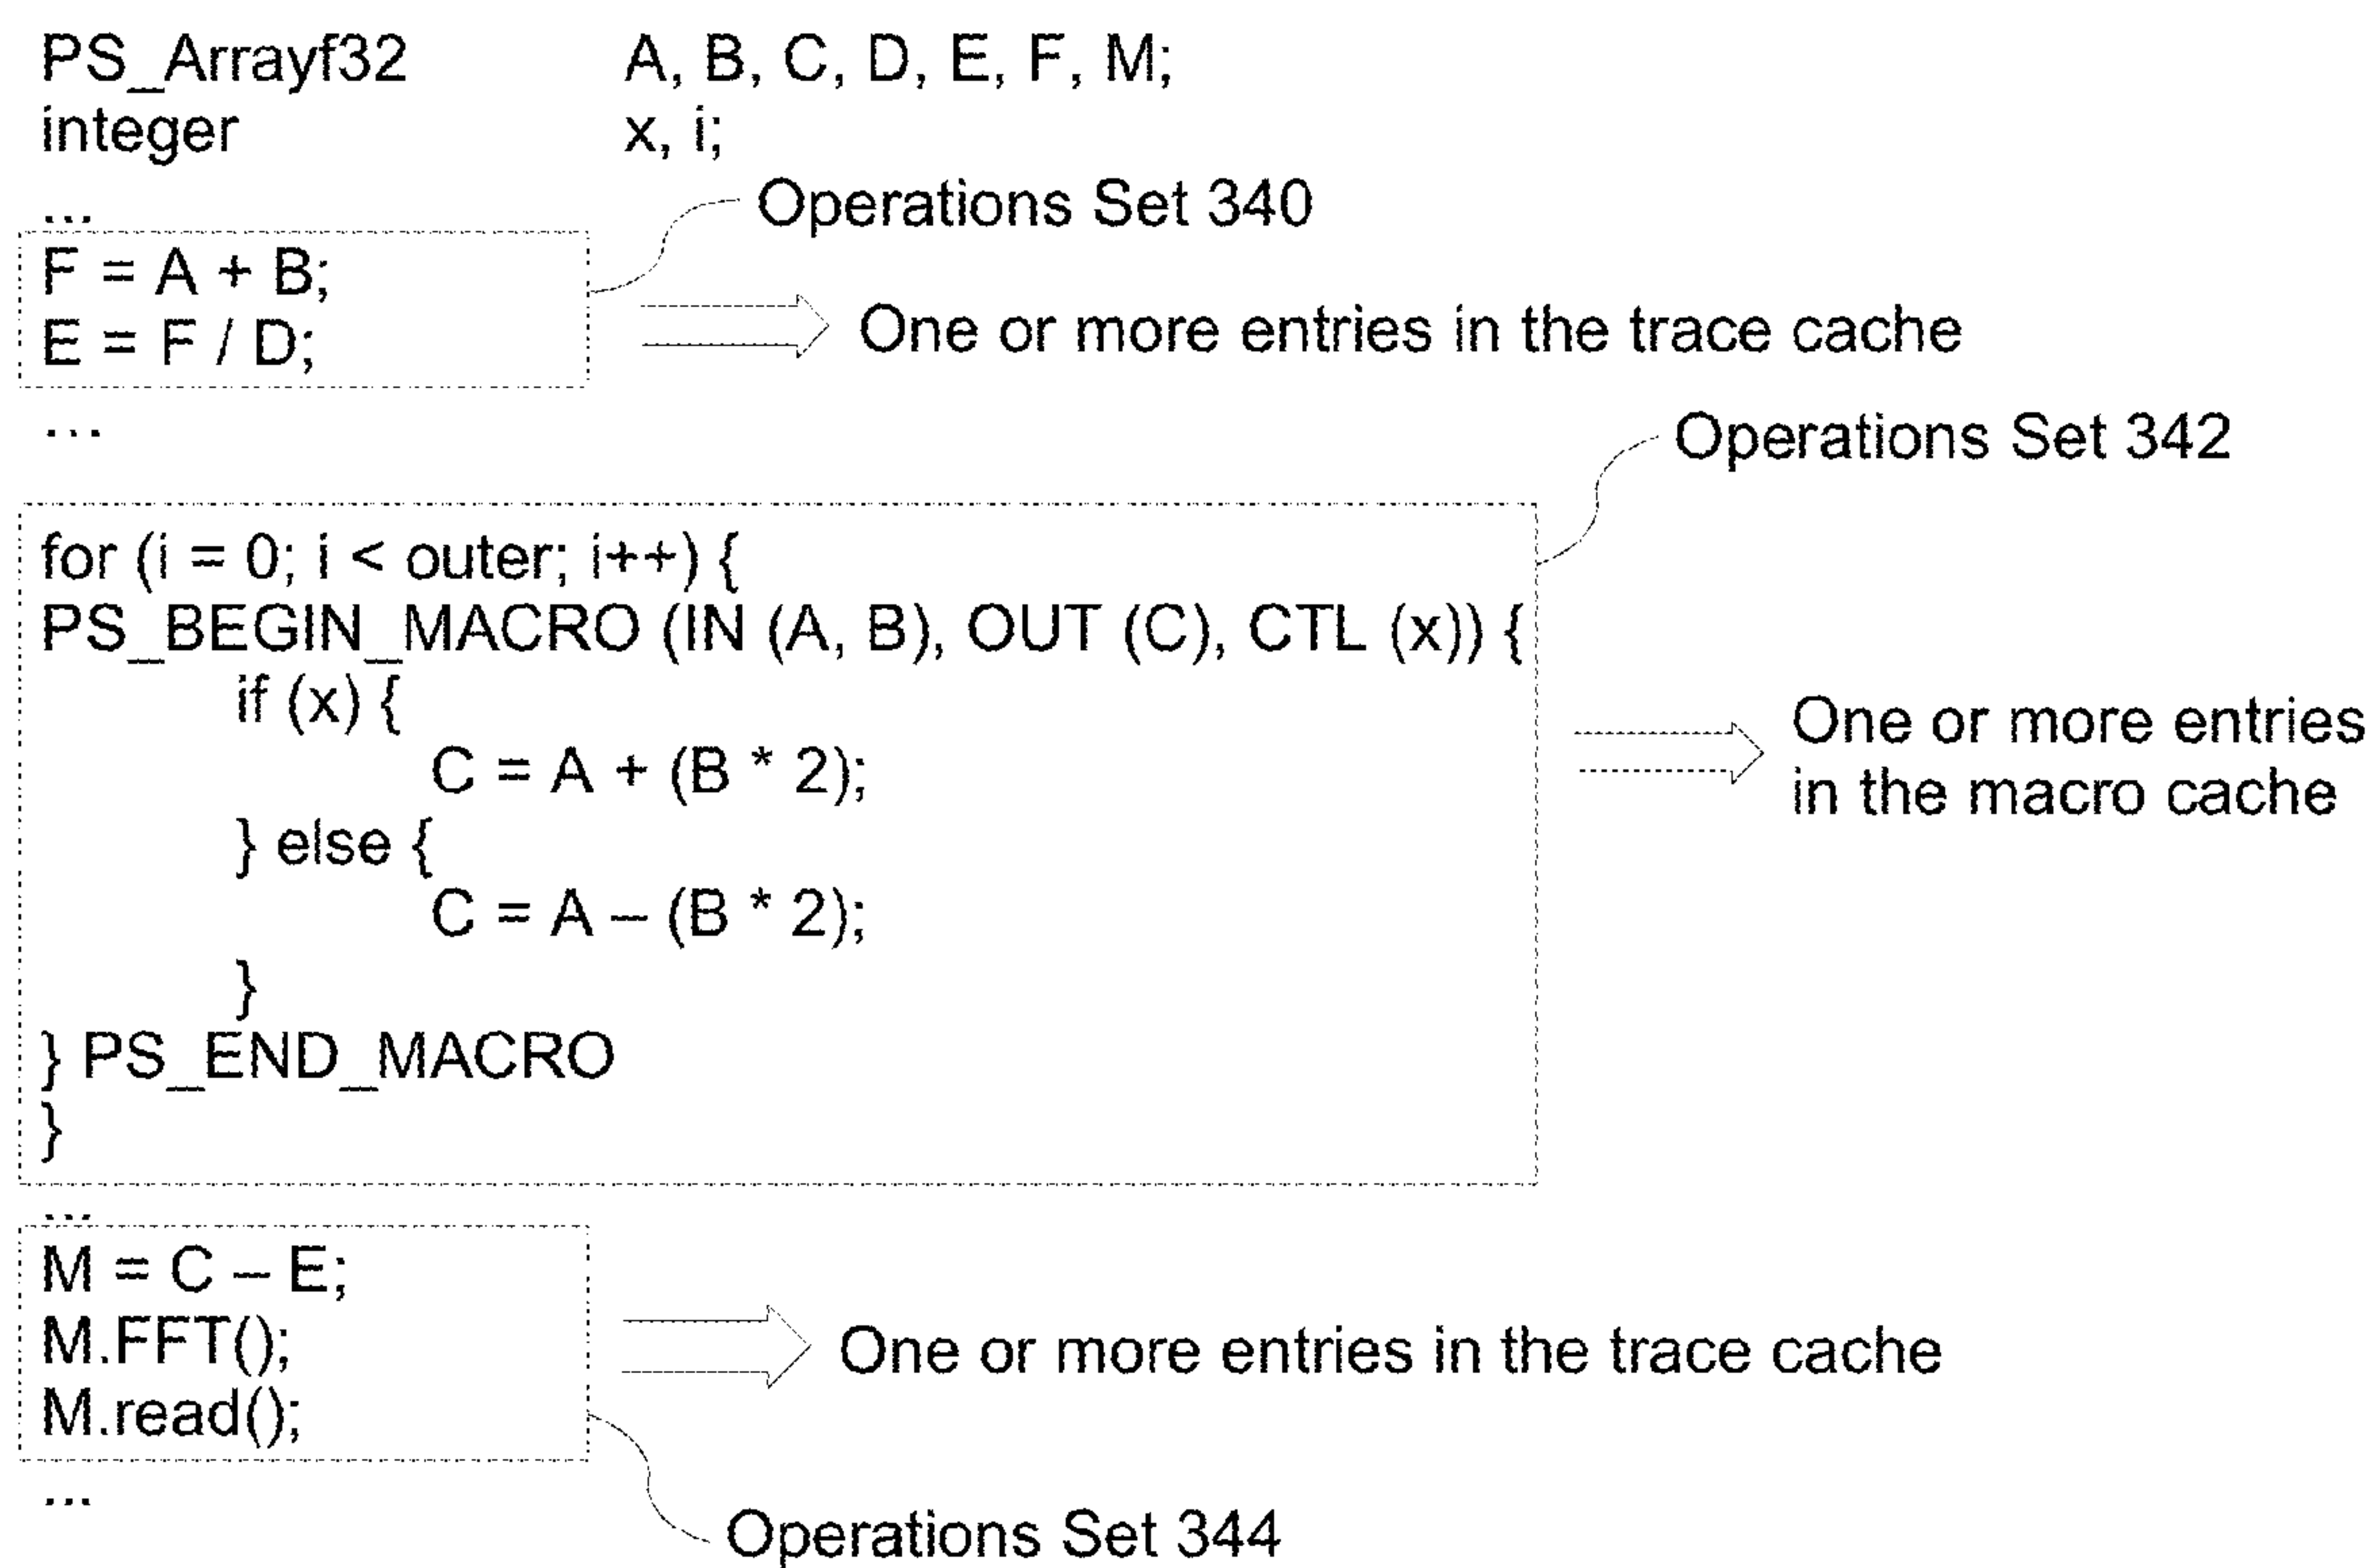 PS_Arrayf32 A, B, C, D, E, F, M;
integer x, i;
...
Operations Set 340
F = A + B;
E = F / D;
One or more entries in the trace cache
...
Operations Set 342
for (i = 0; i < outer; i++) {
PS_BEGIN_MACRO (IN (A, B), OUT (C), CTL (x)) {
if (x) {
C = A + (B * 2);
} else {
C = A – (B * 2);
}
} PS_END_MACRO
}
One or more entries
in the macro cache
...
M = C – E;
M.FFT();
M.read();
One or more entries in the trace cache
...
Operations Set 344